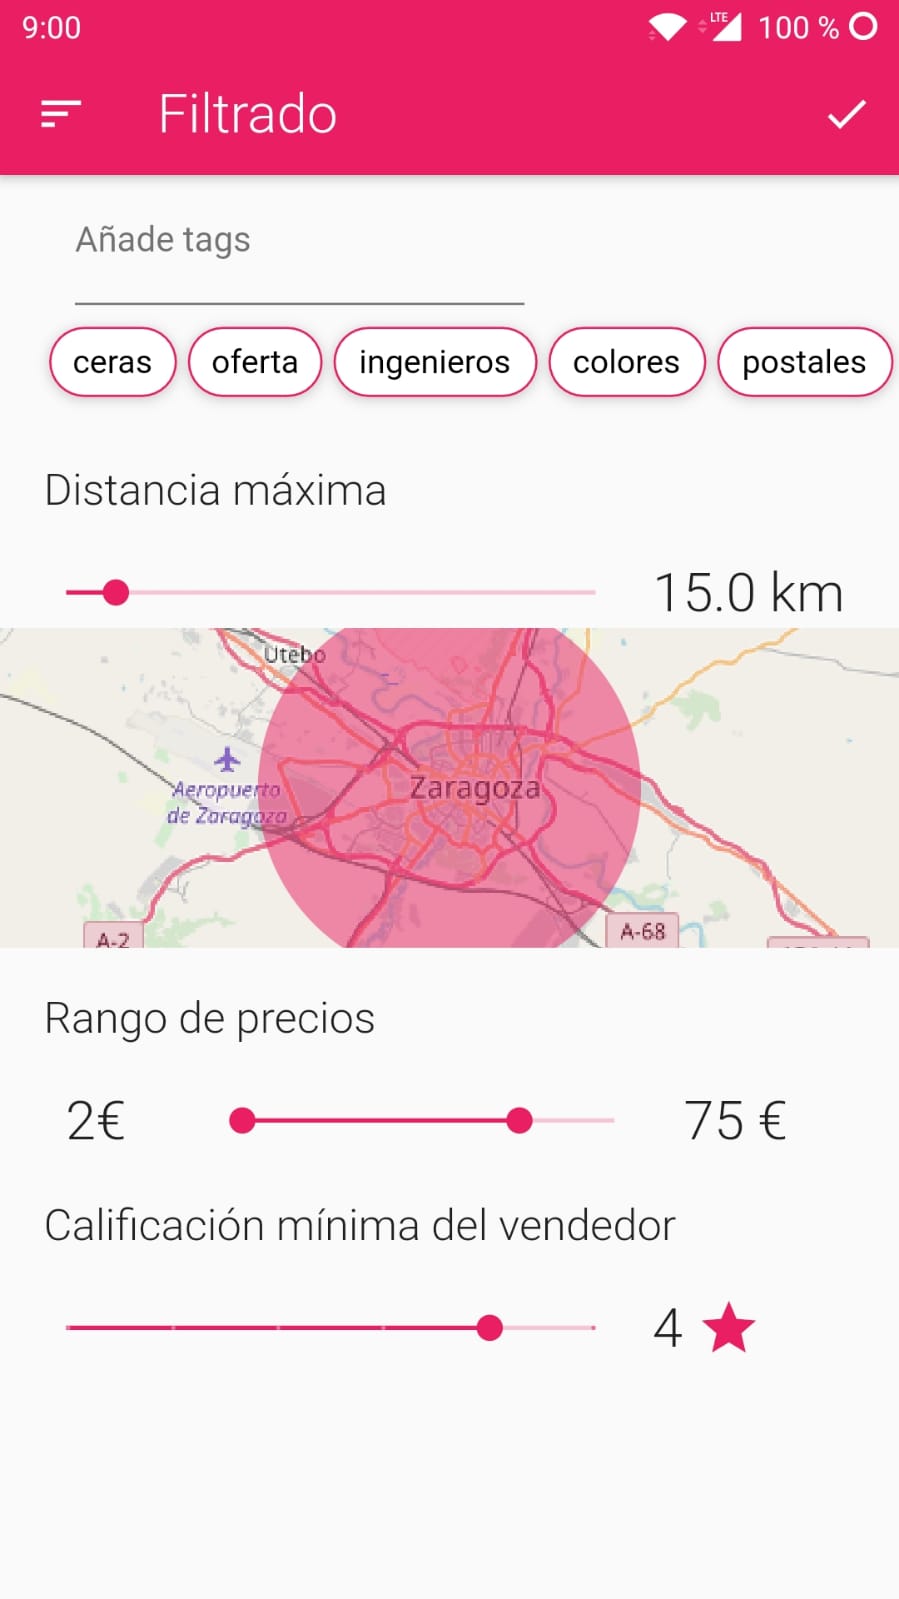 9:00 LTE 100 %
Filtrado
Añade tags
ceras oferta ingenieros colores postales
Distancia máxima
15.0 km
Utebo
Aeropuerto
de Zaragoza
Zaragoza
A-2
A-68
Rango de precios
2€ 75 €
Calificación mínima del vendedor
4